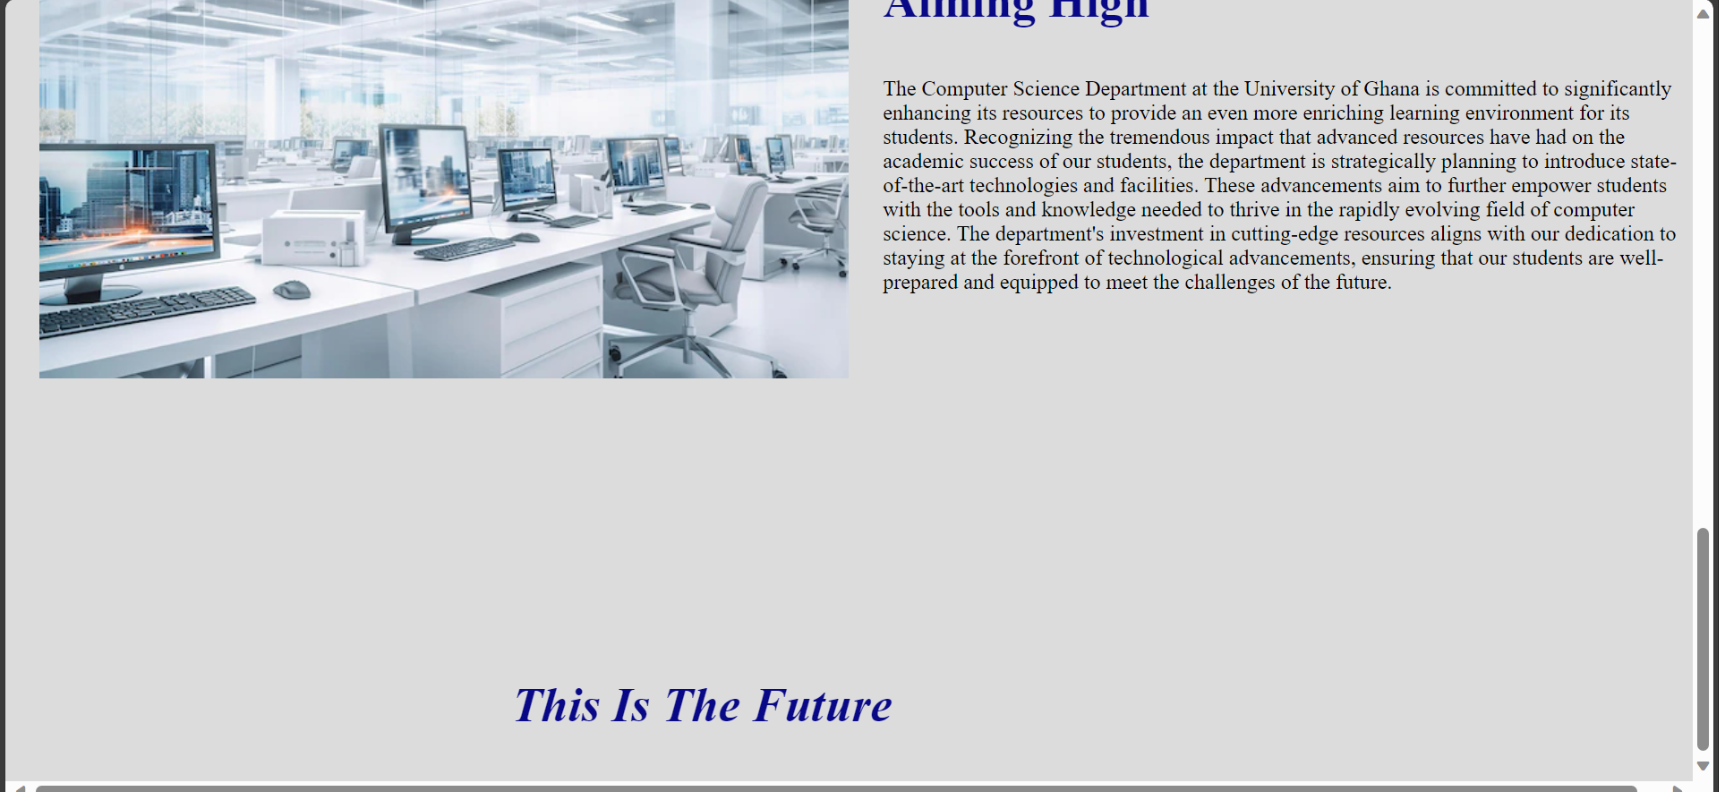 Aiming High
The Computer Science Department at the University of Ghana is committed to significantly
enhancing its resources to provide an even more enriching learning environment for its
students. Recognizing the tremendous impact that advanced resources have had on the
academic success of our students, the department is strategically planning to introduce state-
of-the-art technologies and facilities. These advancements aim to further empower students
with the tools and knowledge needed to thrive in the rapidly evolving field of computer
science. The department's investment in cutting-edge resources aligns with our dedication to
staying at the forefront of technological advancements, ensuring that our students are well-
prepared and equipped to meet the challenges of the future.
This Is The Future